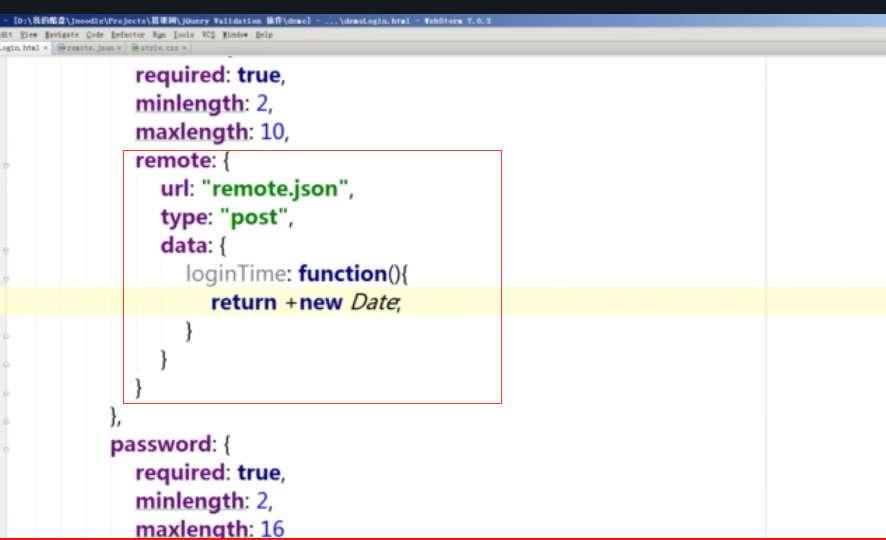 - [D:\我的酷盘\Jnoodle\Projects\慕课网\jQuery Validation 插件\demo] - ...\demoLogin.html - WebStorm 7.0.3
dit View Navigate Code Refactor Run Tools VCS Window Help
ogin.html × remote.json × style.css ×
required: true,
minlength: 2,
maxlength: 10,
remote: {
url: "remote.json",
type: "post",
data: {
loginTime: function(){
return +new Date;
}
}
}
},
password: {
required: true,
minlength: 2,
maxlength: 16